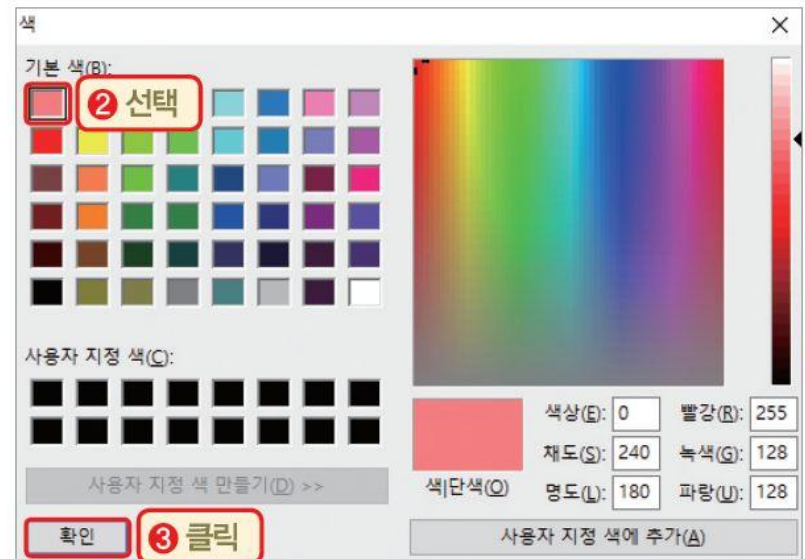 색
기본 색(B):
❷ 선택
사용자 지정 색(C):
색상(E): 0 빨강(R): 255
채도(S): 240 녹색(G): 128
색|단색(O) 명도(L): 180 파랑(U): 128
사용자 지정 색 만들기(D) >>
확인 ❸ 클릭 사용자 지정 색에 추가(A)